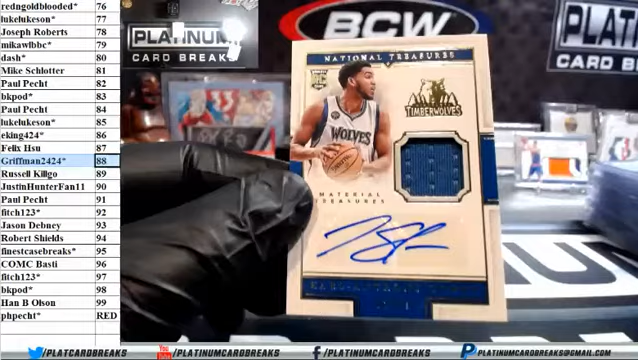 redngoldblooded* 76
lukelukeson* 77
Joseph Roberts 78
mikawlbbc* 79
dash* 80
Mike Schlotter 81
Paul Pecht 82
bkpod* 83
Paul Pecht 84
lukelukeson* 85
eking424* 86
Felix Hsu 87
Griffman2424* 88
Russell Killgo 89
JustinHunterFan11 90
Paul Pecht 91
fitch123* 92
Jason Debney 93
Robert Shields 94
finestcasebreaks* 95
COMC Basti 96
fitch123* 97
bkpod* 98
Han B Olson 99
phpecht* RED
PLATINUM
CARD BREAKS
BCW
PLATINUM
CARD BREAKS
NATIONAL TREASURES
RC
TIMBERWOLVES
WOLVES
MATERIAL
TREASURES
/PLATCARDBREAKS
/PLATINUMCARDBREAKS
/PLATINUMCARDBREAKS
PLATINUMCARDBREAKS@GMAIL.COM